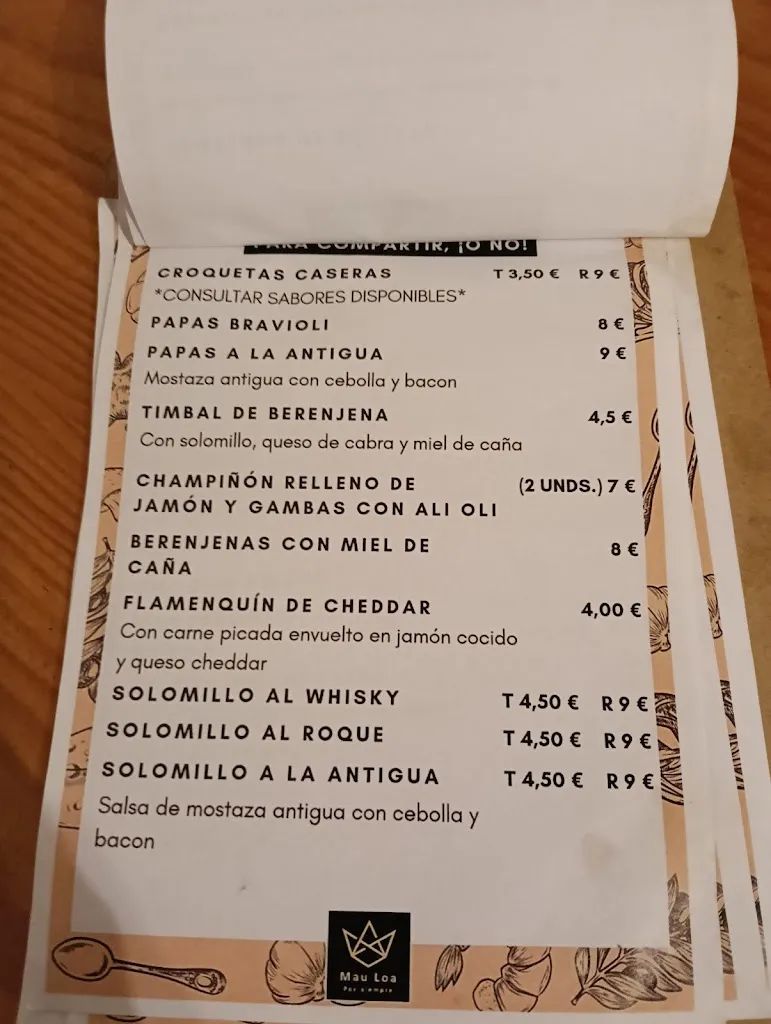 PARA COMPARTIR, ¡O NO!
CROQUETAS CASERAS T 3,50 € R 9 €
*CONSULTAR SABORES DISPONIBLES*
PAPAS BRAVIOLI 8 €
PAPAS A LA ANTIGUA 9 €
Mostaza antigua con cebolla y bacon
TIMBAL DE BERENJENA 4,5 €
Con solomillo, queso de cabra y miel de caña
CHAMPIÑÓN RELLENO DE (2 UNDS.) 7 €
JAMÓN Y GAMBAS CON ALI OLI
BERENJENAS CON MIEL DE 8 €
CAÑA
FLAMENQUÍN DE CHEDDAR 4,00 €
Con carne picada envuelto en jamón cocido
y queso cheddar
SOLOMILLO AL WHISKY T 4,50 € R 9 €
SOLOMILLO AL ROQUE T 4,50 € R 9 €
SOLOMILLO A LA ANTIGUA T 4,50 € R 9 €
Salsa de mostaza antigua con cebolla y
bacon
Mau Loa
Por siempre